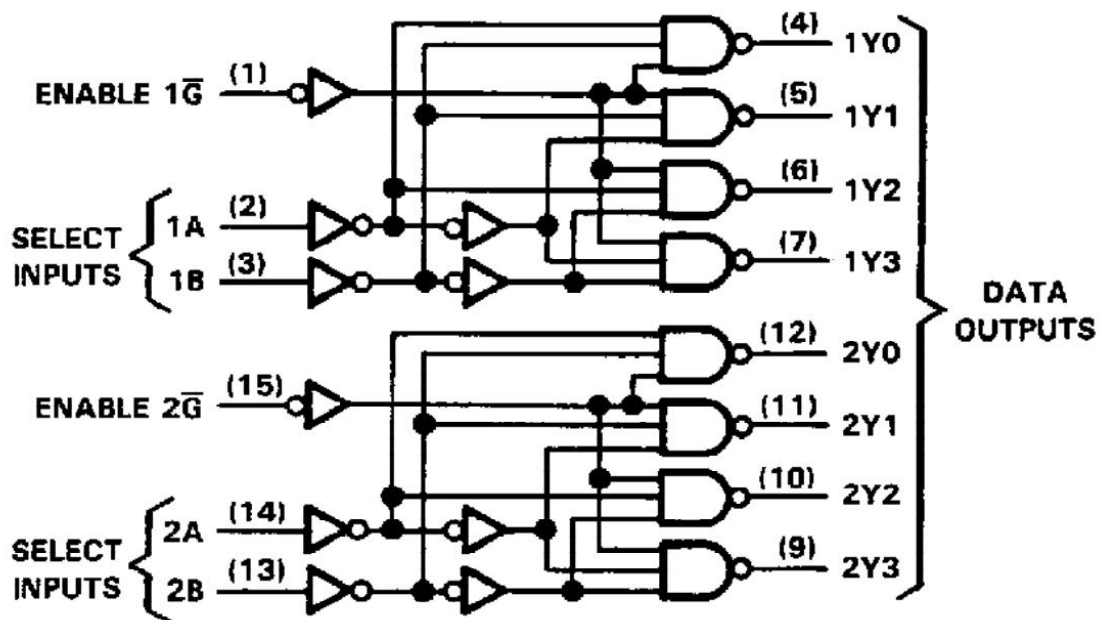 (4) 1Y0
ENABLE 1G̅ (1)
(5) 1Y1
(6) 1Y2
SELECT INPUTS
1A (2)
1B (3)
(7) 1Y3
DATA OUTPUTS
(12) 2Y0
ENABLE 2G̅ (15)
(11) 2Y1
(10) 2Y2
SELECT INPUTS
2A (14)
2B (13)
(9) 2Y3